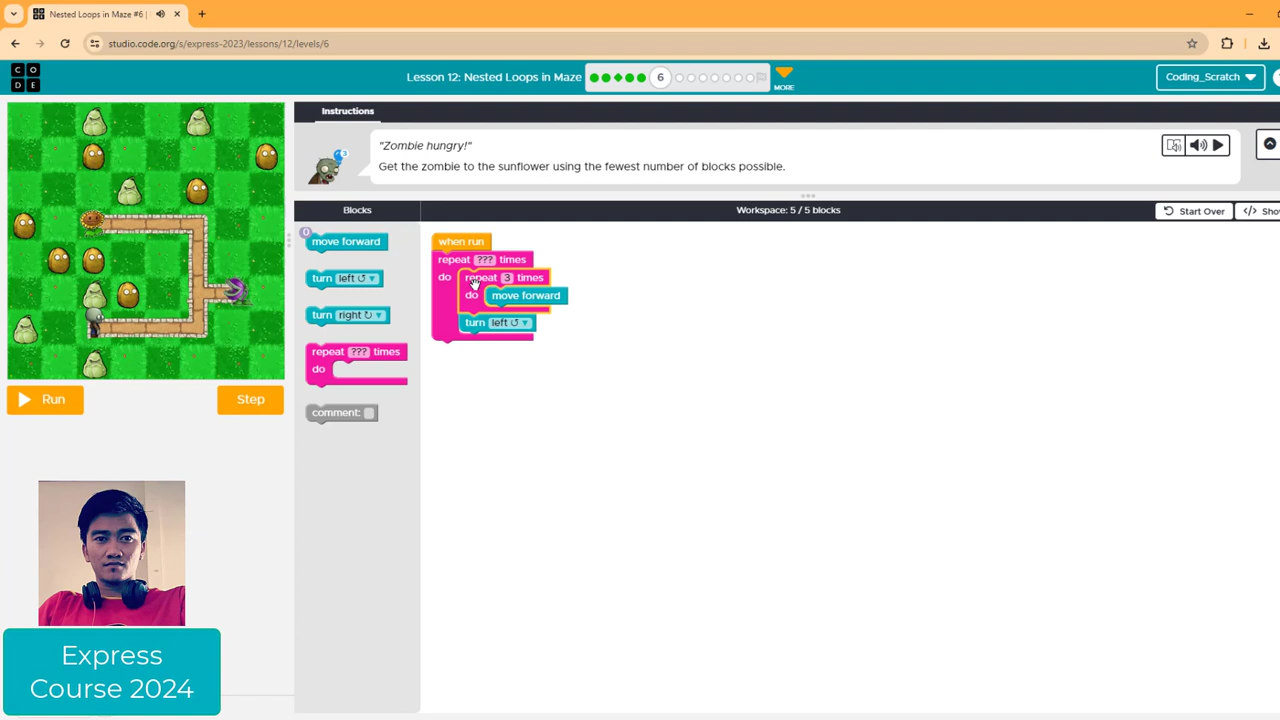 Nested Loops in Maze #6 |
studio.code.org/s/express-2023/lessons/12/levels/6
C O D E
Lesson 12: Nested Loops in Maze
6
MORE
Coding_Scratch
Instructions
"Zombie hungry!"
Get the zombie to the sunflower using the fewest number of blocks possible.
Blocks
Workspace: 5 / 5 blocks
Start Over
</> Sho
0
move forward
turn left ↺
turn right ↻
repeat ??? times
do
comment:
when run
repeat ??? times
do
repeat 3 times
do move forward
turn left ↺
Run
Step
Express
Course 2024